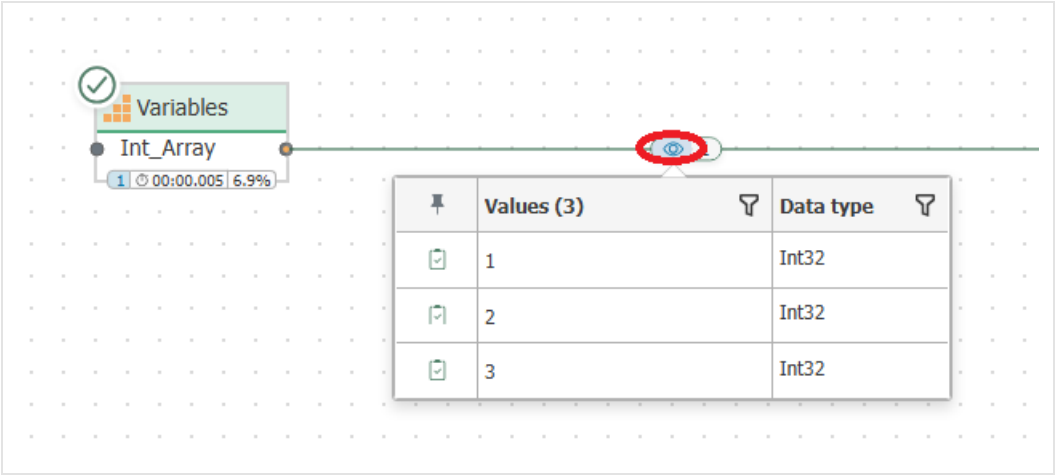 Variables
Int_Array
1 00:00.005 6.9%
Values (3) Data type
1 Int32
2 Int32
3 Int32